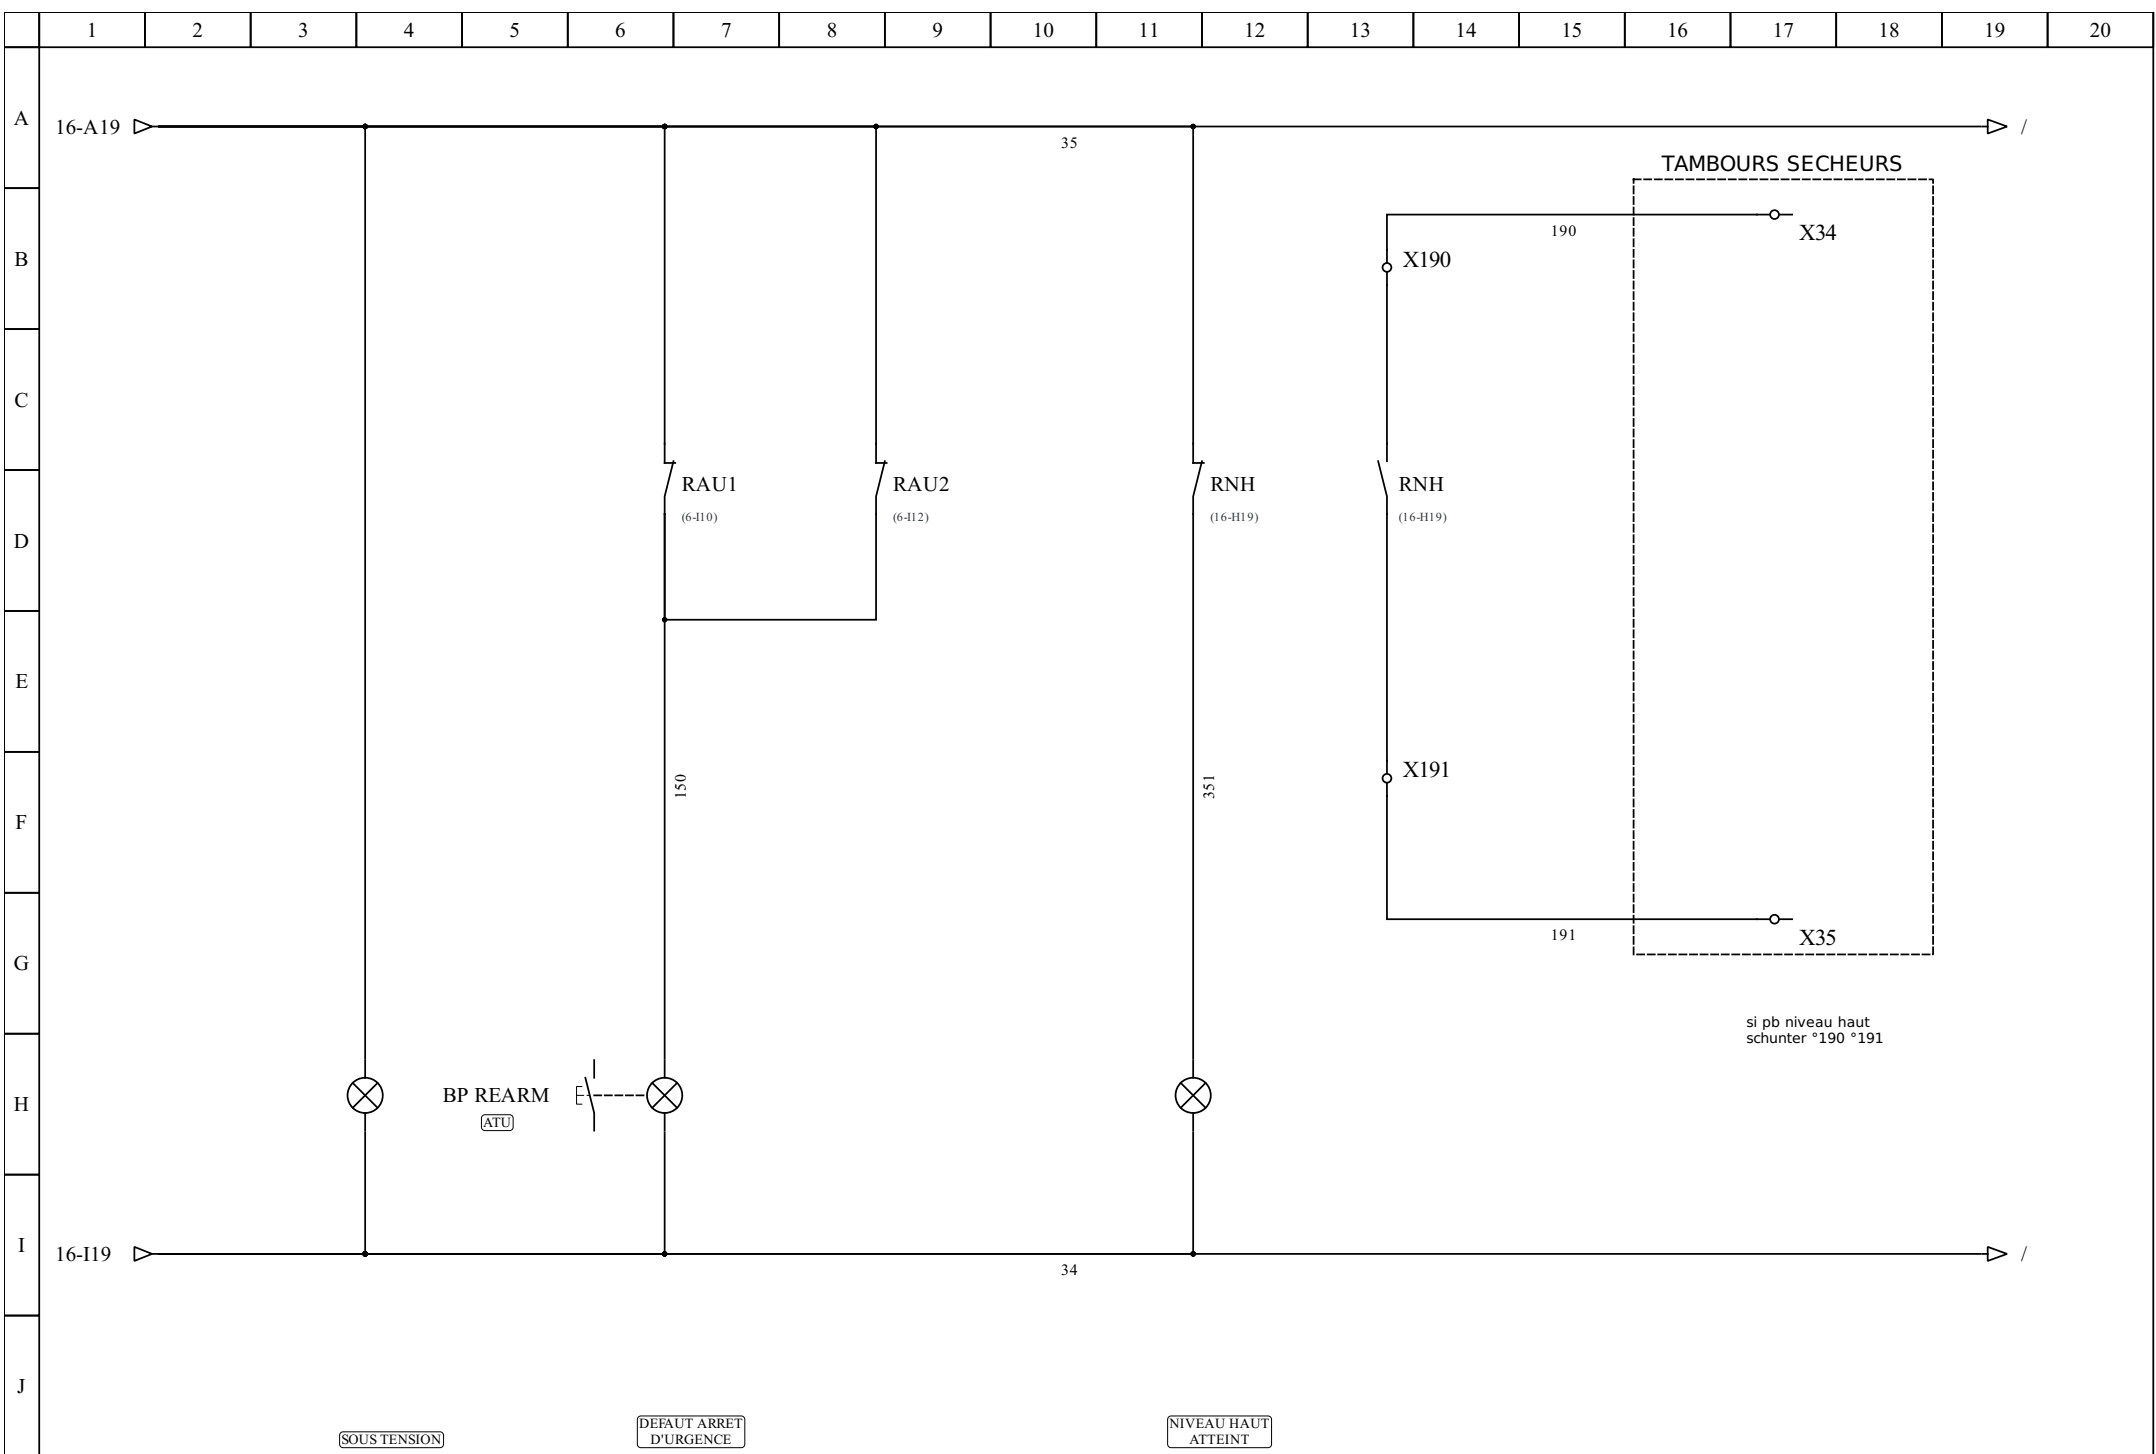 1 2 3 4 5 6 7 8 9 10 11 12 13 14 15 16 17 18 19 20
A
16-A19
/
35
TAMBOURS SECHEURS
B
190
X34
X190
C
RAU1
RAU2
RNH
RNH
(6-I10)
(6-I12)
(16-H19)
(16-H19)
D
E
X191
150
351
F
191
X35
G
si pb niveau haut
schunter °190 °191
H
BP REARM
ATU
I
16-I19
/
34
J
SOUS TENSION
DEFAUT ARRET
D'URGENCE
NIVEAU HAUT
ATTEINT